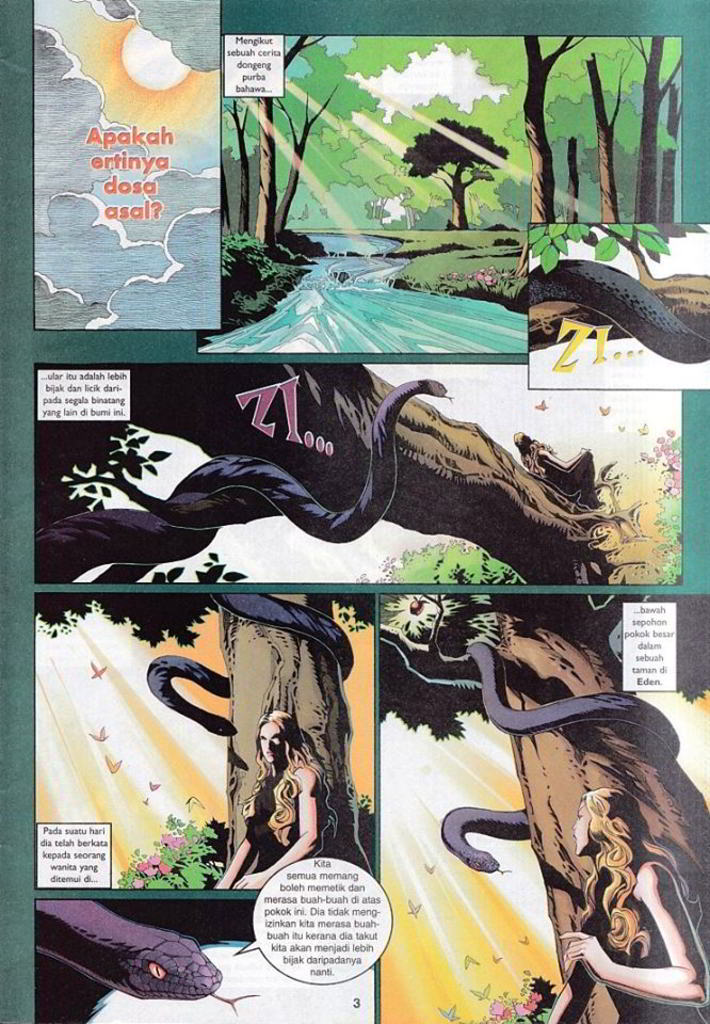 Apakah
ertinya
dosa
asal?
Mengikut
sebuah cerita
dongeng
purba
bahawa...
ZI...
...ular itu adalah lebih
bijak dan licik dari-
pada segala binatang
yang lain di bumi ini.
ZI...
Pada suatu hari
dia telah berkata
kepada seorang
wanita yang
ditemui di...
...bawah
sepohon
pokok besar
dalam
sebuah
taman di
Eden.
Kita
semua memang
boleh memetik dan
merasa buah-buah di atas
pokok ini. Dia tidak meng-
izinkan kita merasa buah-
buah itu kerana dia takut
kita akan menjadi lebih
bijak daripadanya
nanti.
3